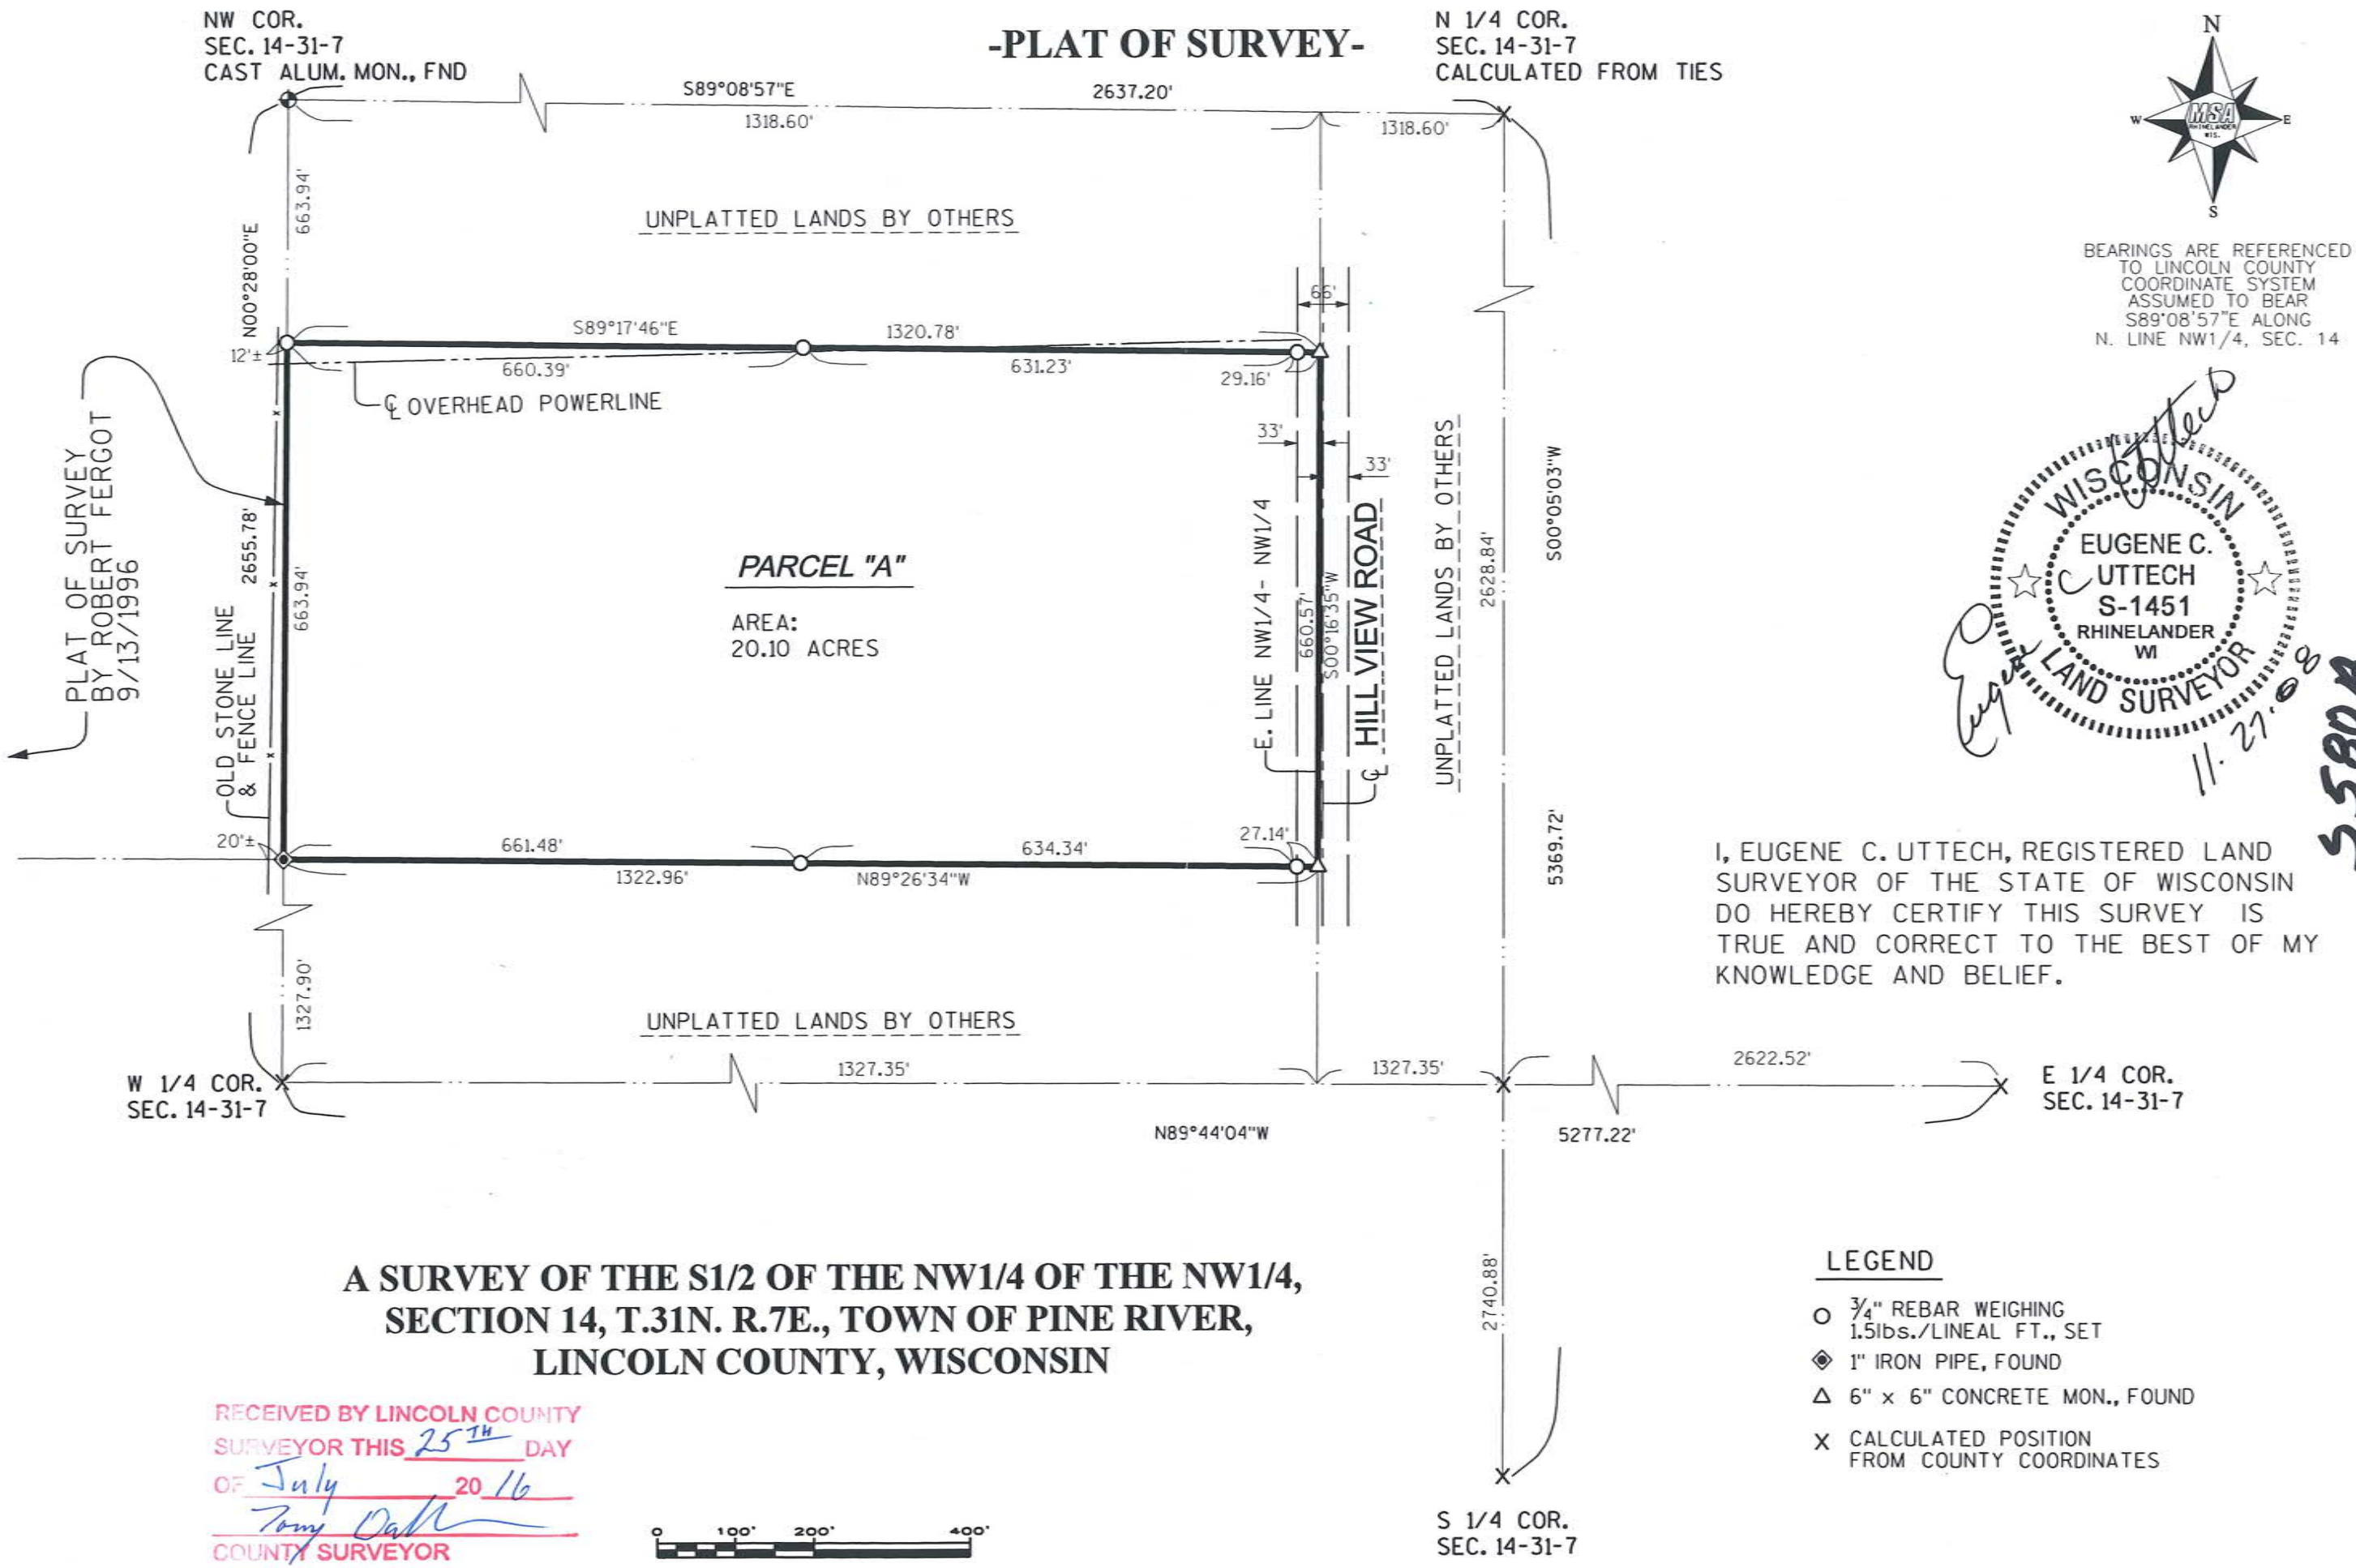 -PLAT OF SURVEY-
NW COR.
SEC. 14-31-7
CAST ALUM. MON., FND
N 1/4 COR.
SEC. 14-31-7
CALCULATED FROM TIES
S89°08'57"E
2637.20'
1318.60'
1318.60'
N
W
MSA
RHINELANDER
WIS.
E
S
BEARINGS ARE REFERENCED
TO LINCOLN COUNTY
COORDINATE SYSTEM
ASSUMED TO BEAR
S89°08'57"E ALONG
N. LINE NW1/4, SEC. 14
663.94'
N00°28'00"E
UNPLATTED LANDS BY OTHERS
66'
S89°17'46"E
1320.78'
12'±
660.39'
631.23'
29.16'
℄ OVERHEAD POWERLINE
33'
33'
PLAT OF SURVEY
BY ROBERT FERGOT
9/13/1996
2655.78'
663.94'
OLD STONE LINE
& FENCE LINE
PARCEL "A"
AREA:
20.10 ACRES
E. LINE NW1/4- NW1/4
660.57'
S00°16'35"W
℄ HILL VIEW ROAD
UNPLATTED LANDS BY OTHERS
2628.84'
S00°05'03"W
5369.72'
Eugene C Uttech
WISCONSIN
EUGENE C.
UTTECH
S-1451
RHINELANDER
WI
LAND SURVEYOR
11.27.08
I, EUGENE C. UTTECH, REGISTERED LAND
SURVEYOR OF THE STATE OF WISCONSIN
DO HEREBY CERTIFY THIS SURVEY IS
TRUE AND CORRECT TO THE BEST OF MY
KNOWLEDGE AND BELIEF.
20'±
661.48'
634.34'
27.14'
1322.96'
N89°26'34"W
1327.90'
UNPLATTED LANDS BY OTHERS
W 1/4 COR.
SEC. 14-31-7
1327.35'
1327.35'
2622.52'
E 1/4 COR.
SEC. 14-31-7
N89°44'04"W
5277.22'
2740.88'
S 1/4 COR.
SEC. 14-31-7
A SURVEY OF THE S1/2 OF THE NW1/4 OF THE NW1/4,
SECTION 14, T.31N. R.7E., TOWN OF PINE RIVER,
LINCOLN COUNTY, WISCONSIN
LEGEND
3/4" REBAR WEIGHING
1.5lbs./LINEAL FT., SET
1" IRON PIPE, FOUND
6" x 6" CONCRETE MON., FOUND
X CALCULATED POSITION
FROM COUNTY COORDINATES
RECEIVED BY LINCOLN COUNTY
SURVEYOR THIS 25TH DAY
OF July 20 16
Tony
COUNTY SURVEYOR
0 100' 200' 400'